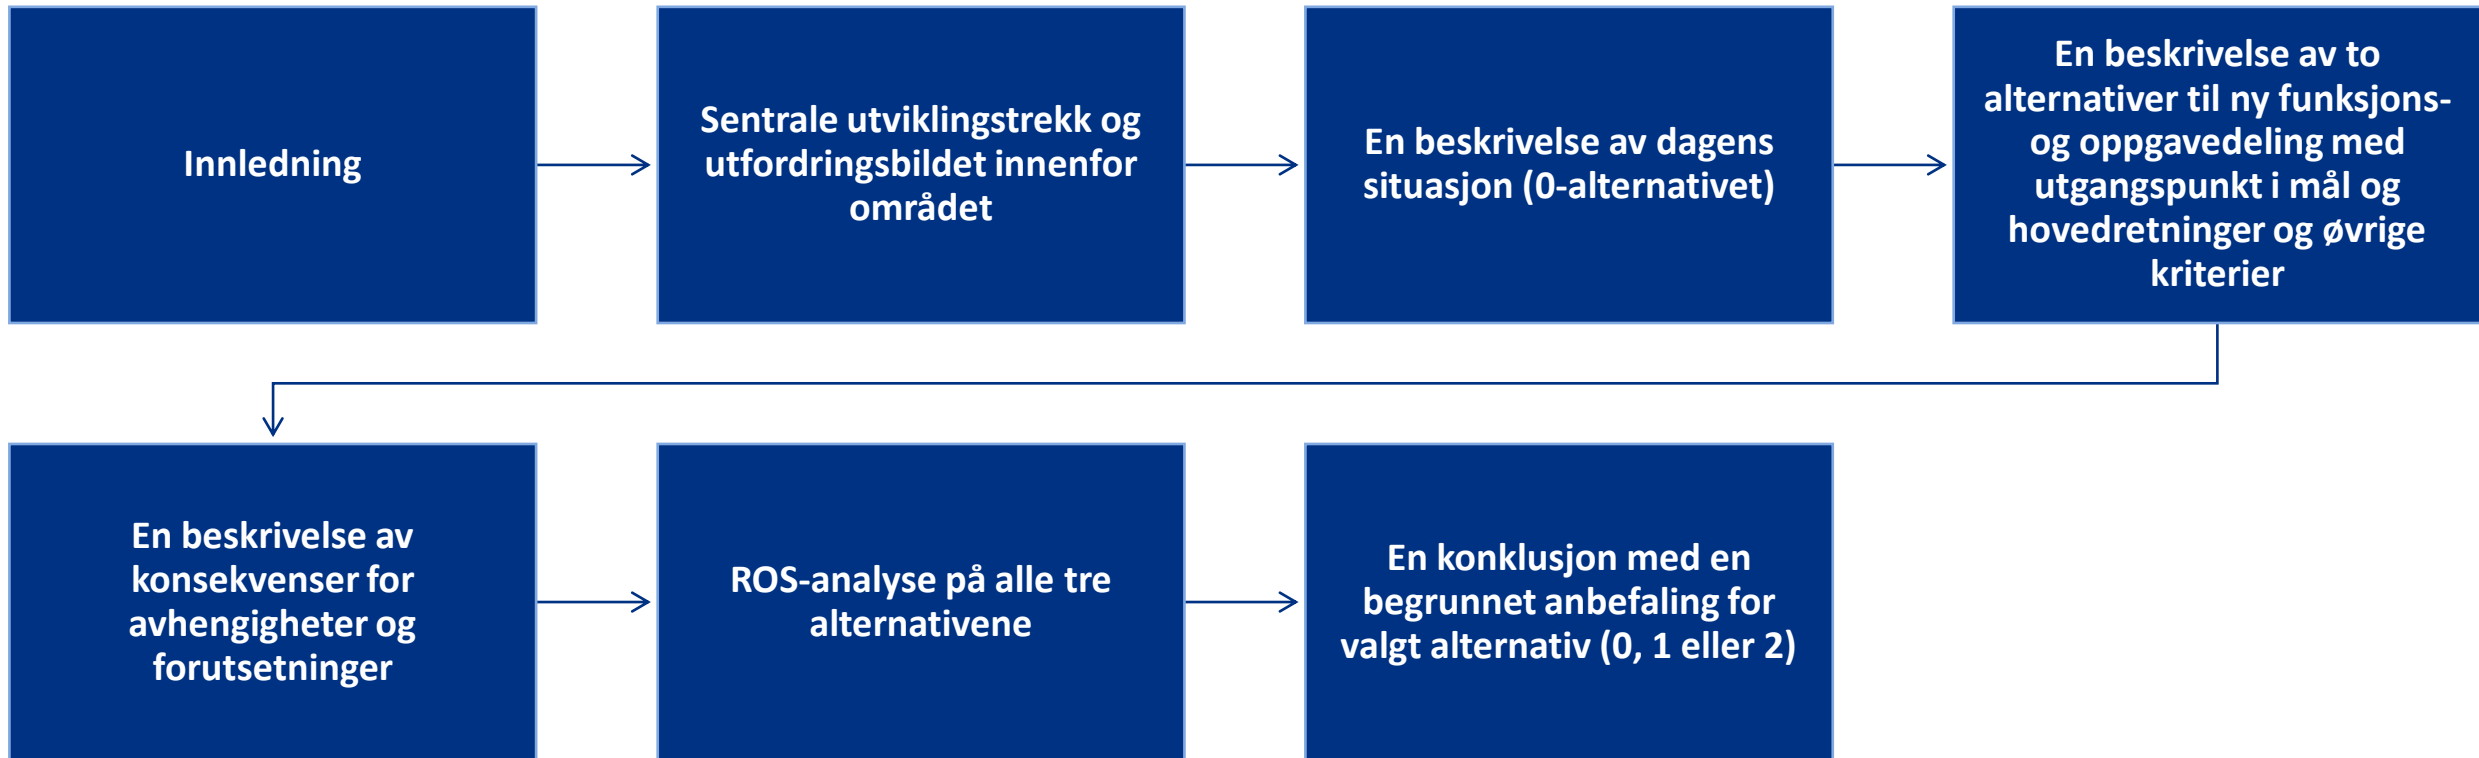 Innledning
Sentrale utviklingstrekk og
utfordringsbildet innenfor
området
En beskrivelse av dagens
situasjon (0-alternativet)
En beskrivelse av to
alternativer til ny funksjons-
og oppgavedeling med
utgangspunkt i mål og
hovedretninger og øvrige
kriterier
En beskrivelse av
konsekvenser for
avhengigheter og
forutsetninger
ROS-analyse på alle tre
alternativene
En konklusjon med en
begrunnet anbefaling for
valgt alternativ (0, 1 eller 2)